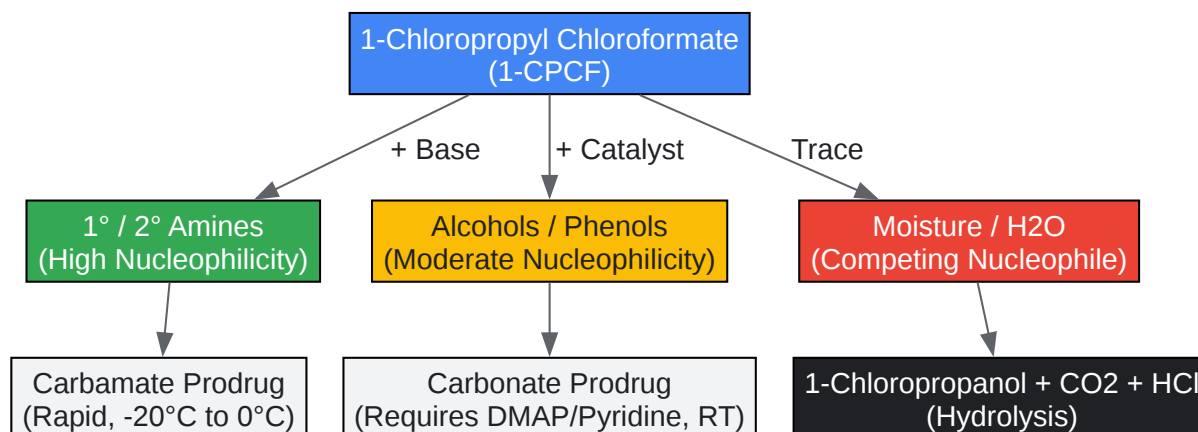 1-Chloropropyl Chloroformate
(1-CPCF)
+ Base
+ Catalyst
Trace
1° / 2° Amines
(High Nucleophilicity)
Alcohols / Phenols
(Moderate Nucleophilicity)
Moisture / H2O
(Competing Nucleophile)
Carbamate Prodrug
(Rapid, -20°C to 0°C)
Carbonate Prodrug
(Requires DMAP/Pyridine, RT)
1-Chloropropanol + CO2 + HCl
(Hydrolysis)